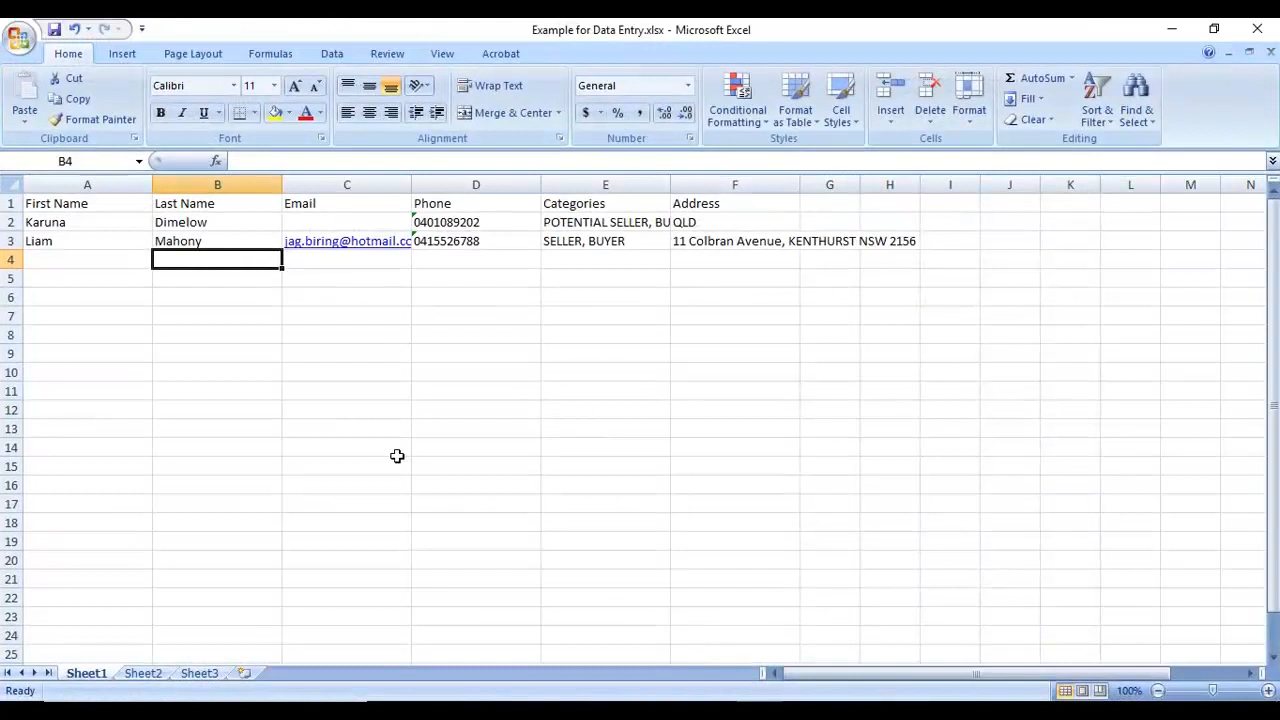 Example for Data Entry.xlsx - Microsoft Excel
Home Insert Page Layout Formulas Data Review View Acrobat
Paste Cut Copy Format Painter Clipboard
Calibri 11 A A B I U A Font
Wrap Text Merge & Center Alignment
General $ % , .00 Number
Conditional Formatting Format as Table Cell Styles Styles
Insert Delete Format Cells
AutoSum Fill Clear Sort & Filter Find & Select Editing
B4 fx
A B C D E F G H I J K L M N
1 First Name Last Name Email Phone Categories Address
2 Karuna Dimelow 0401089202 POTENTIAL SELLER, BU QLD
3 Liam Mahony jag.biring@hotmail.cc 0415526788 SELLER, BUYER 11 Colbran Avenue, KENTHURST NSW 2156
4
5
6
7
8
9
10
11
12
13
14
15
16
17
18
19
20
21
22
23
24
25
Sheet1 Sheet2 Sheet3
Ready 100%